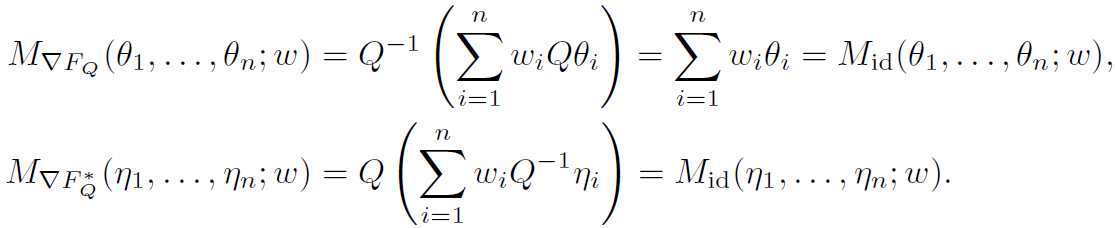 $M_{\nabla F_Q}(\theta_1, \ldots, \theta_n; w) = Q^{-1}\left(\sum_{i=1}^{n} w_i Q\theta_i\right) = \sum_{i=1}^{n} w_i \theta_i = M_{\mathrm{id}}(\theta_1, \ldots, \theta_n; w),$
$M_{\nabla F_Q^*}(\eta_1, \ldots, \eta_n; w) = Q\left(\sum_{i=1}^{n} w_i Q^{-1}\eta_i\right) = M_{\mathrm{id}}(\eta_1, \ldots, \eta_n; w).$